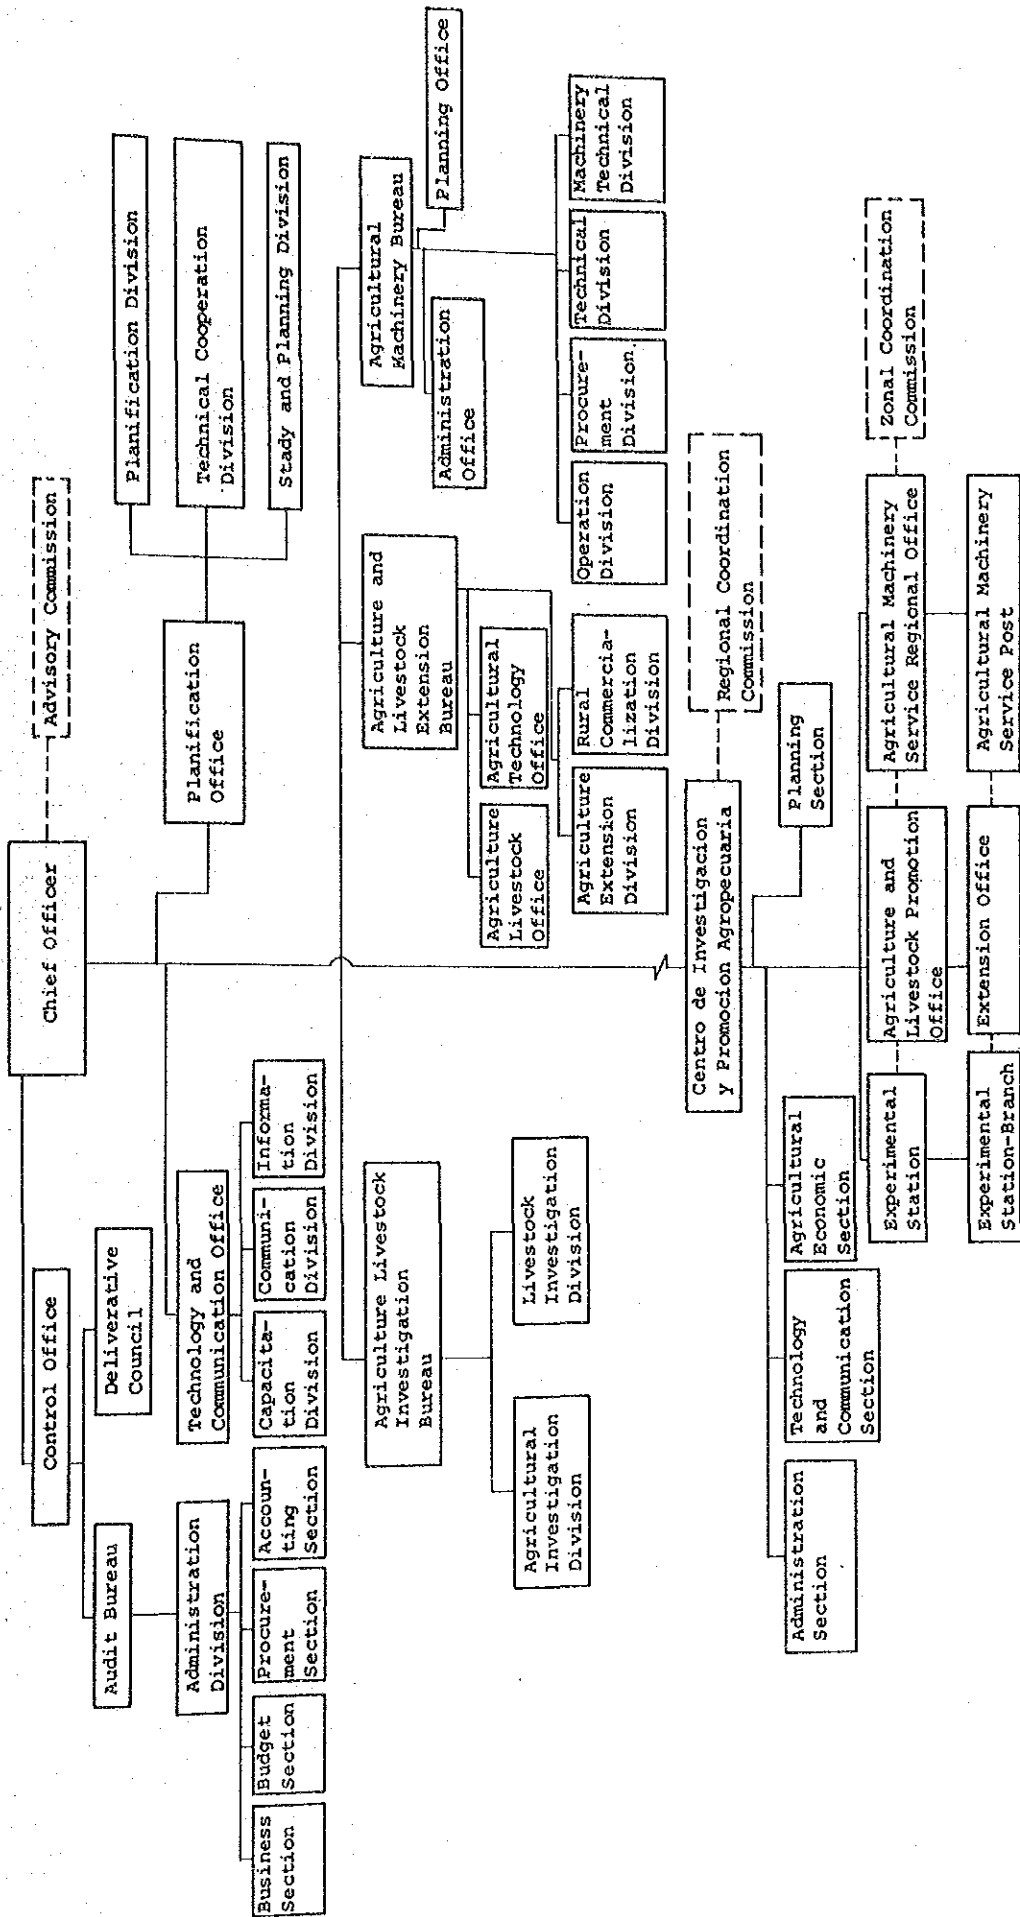 Chief Officer
Advisory Commission
Control Office
Audit Bureau
Deliverative
Council
Planification
Office
Planification Division
Technical Cooperation
Division
Stady and Planning Division
Administration
Division
Technology and
Communication Office
Business
Section
Budget
Section
Procure-
ment
Section
Accoun-
ting
Section
Capacita-
tion
Division
Communi-
cation
Division
Informa-
tion
Division
Agriculture Livestock
Investigation
Bureau
Agriculture and
Livestock
Extension
Bureau
Agricultural
Machinery Bureau
Planning Office
Administration
Office
Agriculture
Livestock
Office
Agricultural
Technology
Office
Agricultural
Investigation
Division
Livestock
Investigation
Division
Agriculture
Extension
Division
Rural
Commercia-
lization
Division
Operation
Division
Procure-
ment
Division.
Technical
Division
Machinery
Technical
Division
Centro de Investigacion
y Promocion Agropecuaria
Regional Coordination
Commission
Planning
Section
Administration
Section
Technology
and
Communication
Section
Agricultural
Economic
Section
Experimental
Station
Agriculture and
Livestock Promotion
Office
Agricultural Machinery
Service Regional Office
Zonal Coordination
Commission
Experimental
Station-Branch
Extension Office
Agricultural Machinery
Service Post